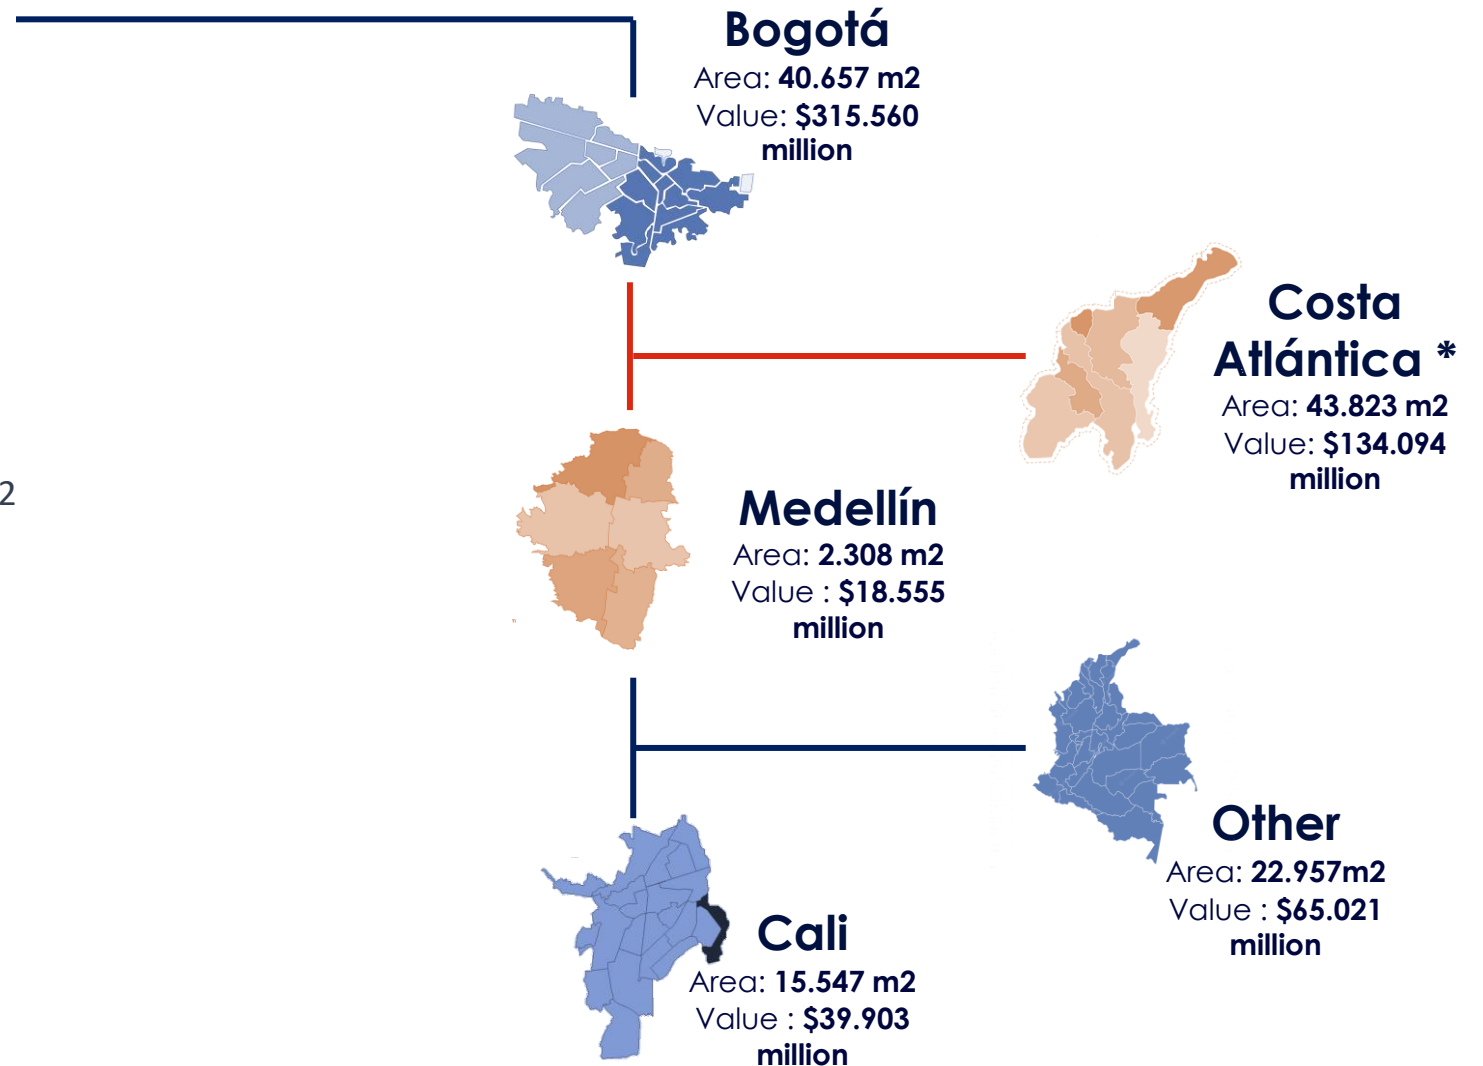 Bogotá
Area: 40.657 m2
Value: $315.560
million
Costa
Atlántica *
Area: 43.823 m2
Value: $134.094
million
2
Medellín
Area: 2.308 m2
Value : $18.555
million
Other
Area: 22.957m2
Value : $65.021
million
Cali
Area: 15.547 m2
Value : $39.903
million